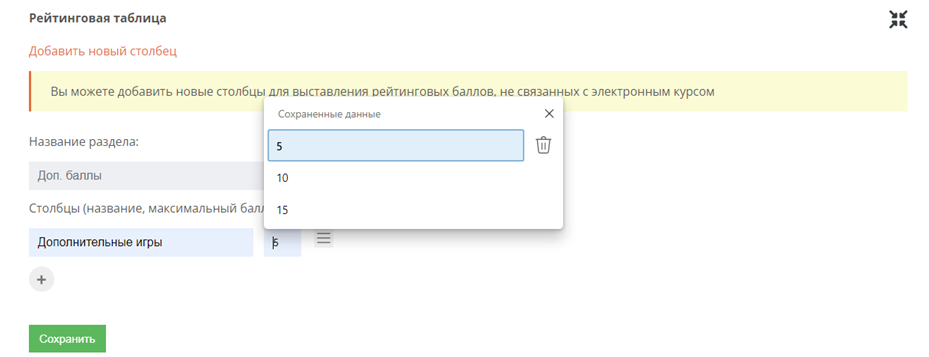 Рейтинговая таблица
Добавить новый столбец
Вы можете добавить новые столбцы для выставления рейтинговых баллов, не связанных с электронным курсом
Сохраненные данные
Название раздела:
5
Доп. баллы
10
Столбцы (название, максимальный балл
15
Дополнительные игры
5
+
Сохранить